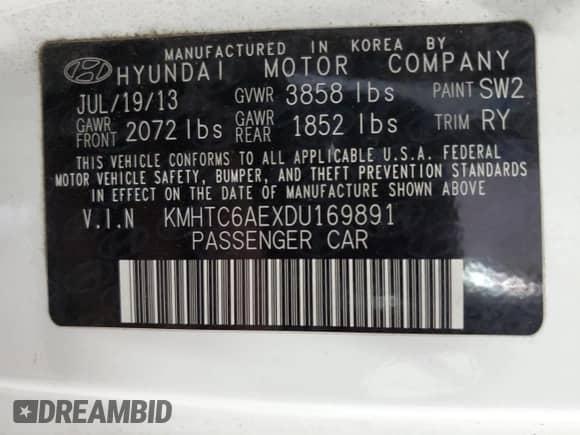 MANUFACTURED IN KOREA BY
HYUNDAI MOTOR COMPANY
JUL/19/13 GVWR 3858 lbs PAINT SW2
GAWR FRONT 2072 lbs GAWR REAR 1852 lbs TRIM RY
THIS VEHICLE CONFORMS TO ALL APPLICABLE U.S.A. FEDERAL
MOTOR VEHICLE SAFETY, BUMPER, AND THEFT PREVENTION STANDARDS
IN EFFECT ON THE DATE OF MANUFACTURE SHOWN ABOVE.
V.I.N KMHTC6AEXDU169891
PASSENGER CAR
DREAMBID